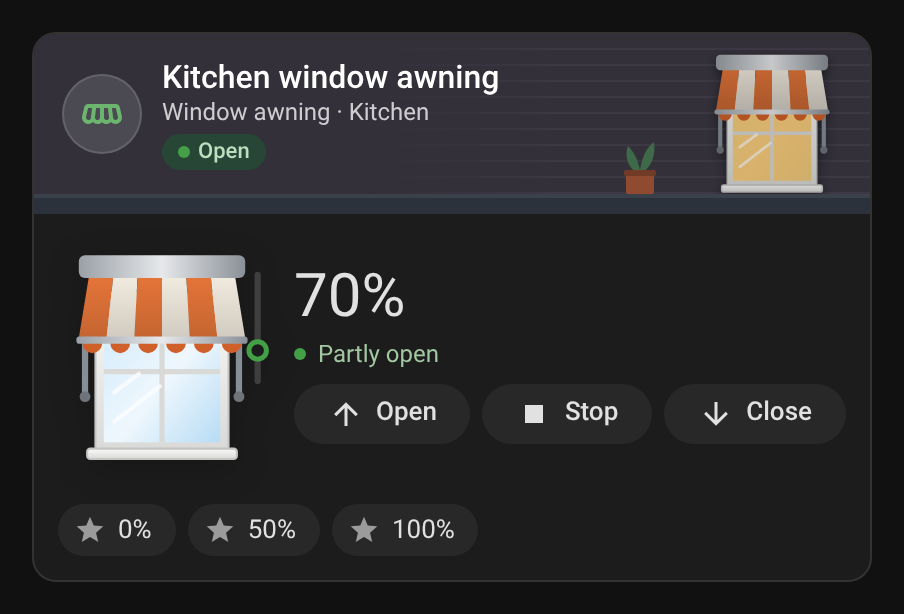 Kitchen window awning
Window awning · Kitchen
Open
70%
Partly open
Open Stop Close
0% 50% 100%